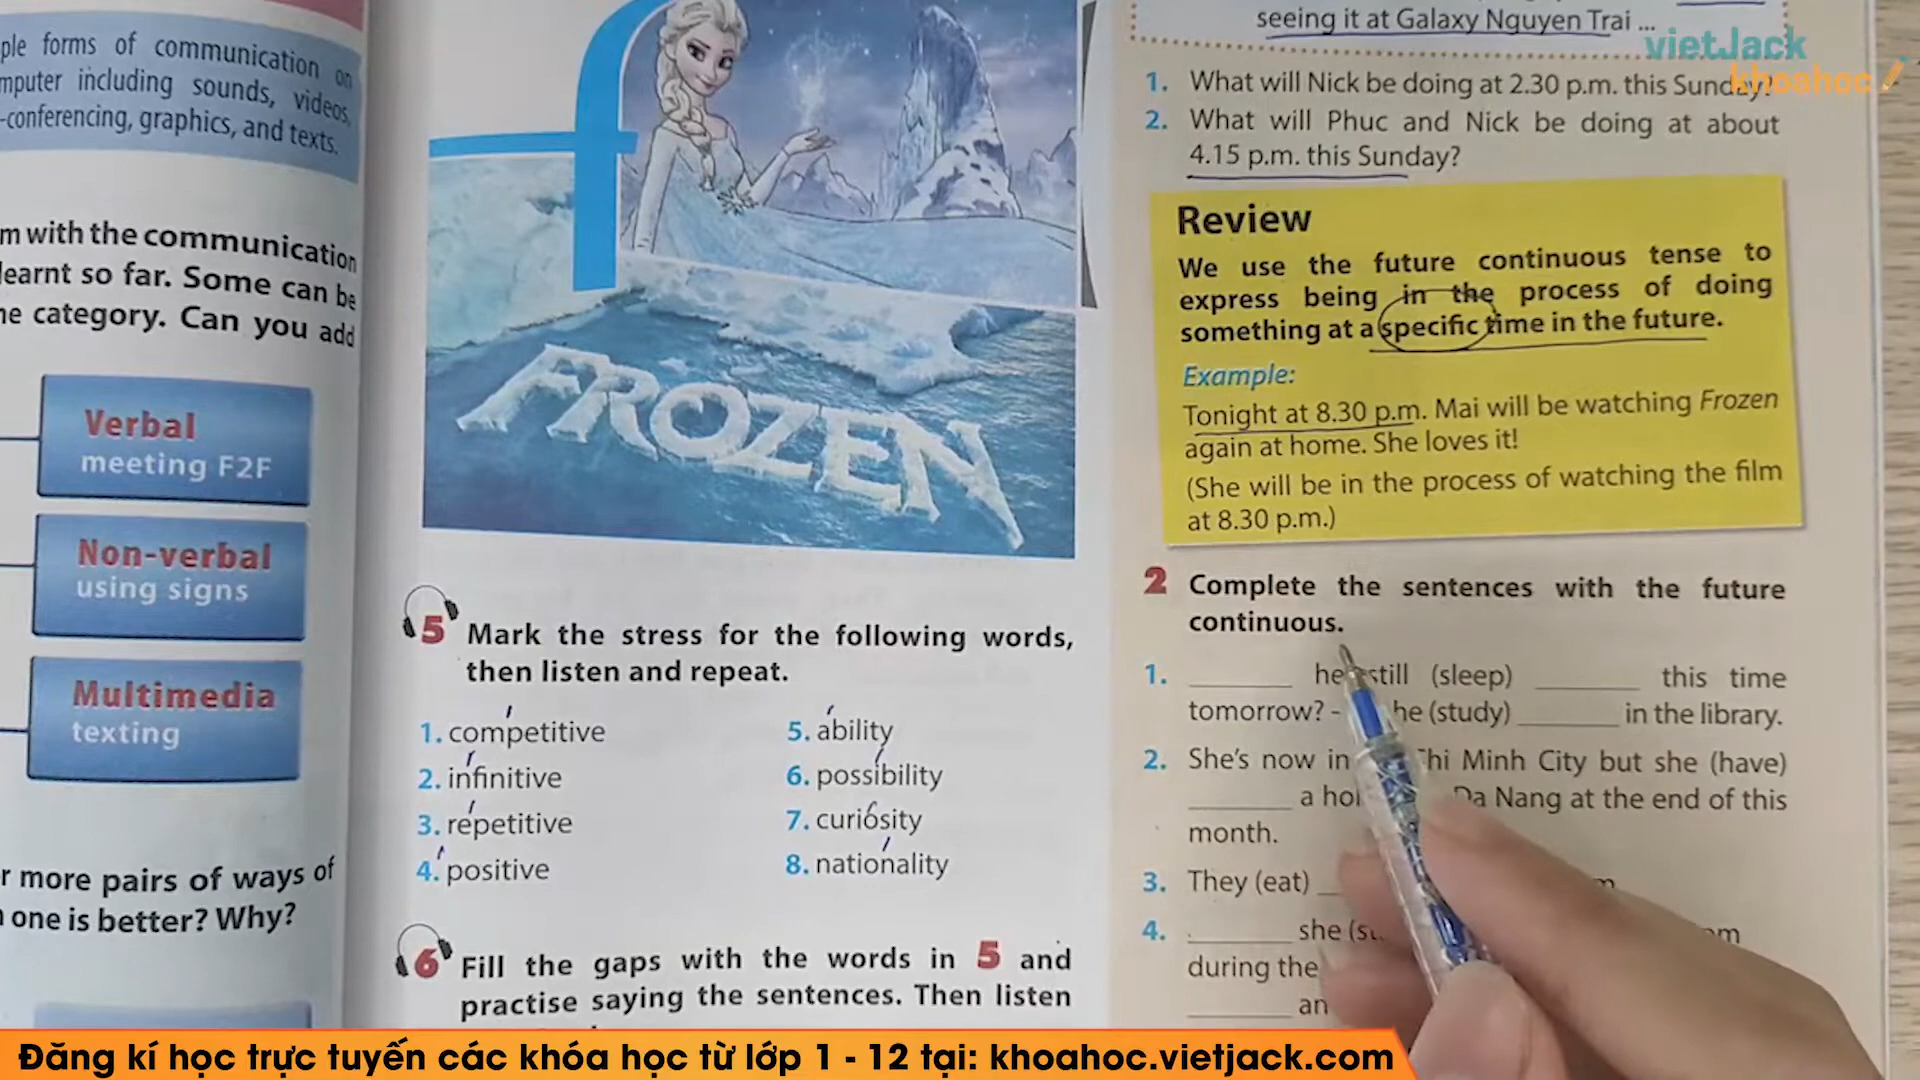 ple forms of communication on
mputer including sounds, videos,
-conferencing, graphics, and texts.
m with the communication
learnt so far. Some can be
ne category. Can you add
Verbal
meeting F2F
Non-verbal
using signs
Multimedia
texting
r more pairs of ways of
one is better? Why?
f
FROZEN
5 Mark the stress for the following words,
then listen and repeat.
1. competitive
2. infinitive
3. repetitive
4. positive
5. ability
6. possibility
7. curiosity
8. nationality
6 Fill the gaps with the words in 5 and
practise saying the sentences. Then listen
seeing it at Galaxy Nguyen Trai ...
vietJack
khoahoc
1. What will Nick be doing at 2.30 p.m. this Sunday?
2. What will Phuc and Nick be doing at about
4.15 p.m. this Sunday?
Review
We use the future continuous tense to
express being in the process of doing
something at a specific time in the future.
Example:
Tonight at 8.30 p.m. Mai will be watching Frozen
again at home. She loves it!
(She will be in the process of watching the film
at 8.30 p.m.)
2 Complete the sentences with the future
continuous.
1. ________ he still (sleep) ________ this time
tomorrow? - he (study) ________ in the library.
2. She's now in hi Minh City but she (have)
________ a Da Nang at the end of this
month.
3. They (eat)
4. ________ she
during the
________ an
Đăng kí học trực tuyến các khóa học từ lớp 1 - 12 tại: khoahoc.vietjack.com